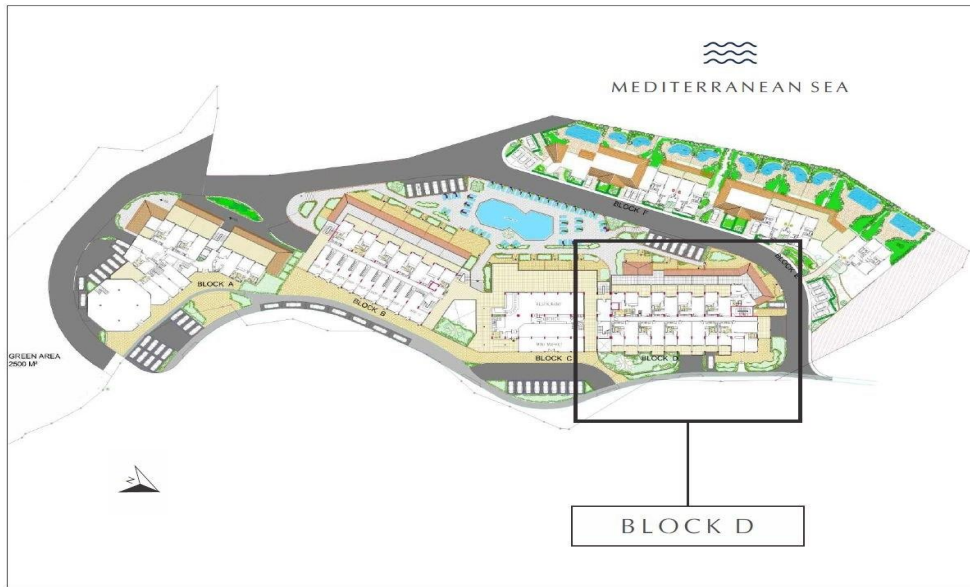 MEDITERRANEAN SEA
BLOCK F
BLOCK A
BLOCK B
BLOCK C
BLOCK D
GREEN AREA
2500 M²
N
BLOCK D